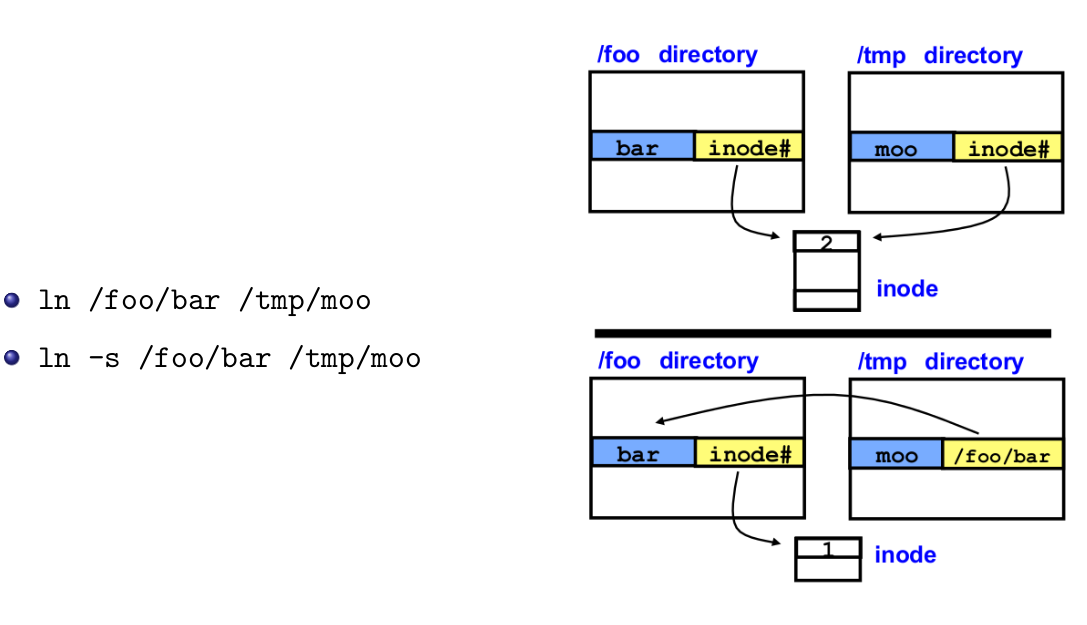 ln /foo/bar /tmp/moo
ln -s /foo/bar /tmp/moo
/foo directory /tmp directory
bar inode# moo inode#
2
inode
/foo directory /tmp directory
bar inode# moo /foo/bar
1
inode